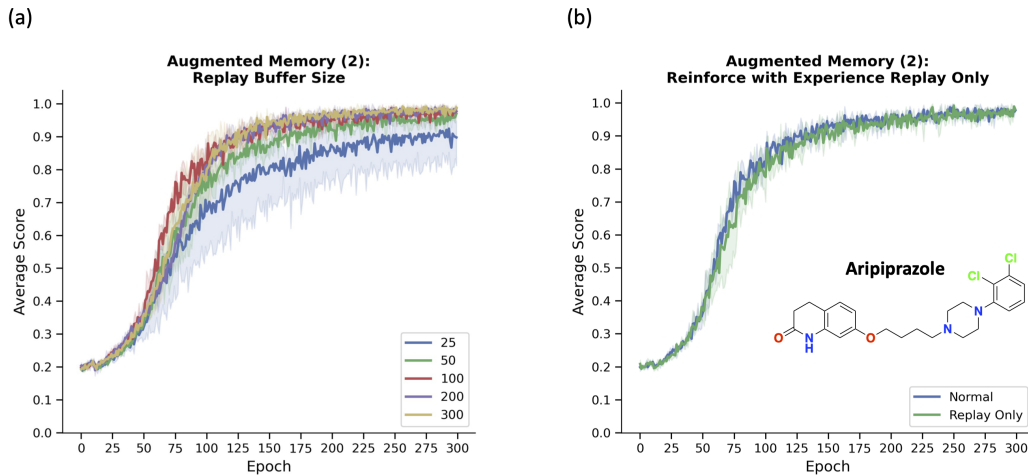 (a)
Augmented Memory (2):
Replay Buffer Size
1.0
0.9
0.8
0.7
0.6
0.5
0.4
0.3
0.2
0.1
0.0
Average Score
0 25 50 75 100 125 150 175 200 225 250 275 300
Epoch
25
50
100
200
300
(b)
Augmented Memory (2):
Reinforce with Experience Replay Only
1.0
0.9
0.8
0.7
0.6
0.5
0.4
0.3
0.2
0.1
0.0
Average Score
0 25 50 75 100 125 150 175 200 225 250 275 300
Epoch
Aripiprazole
Cl
Cl
N
N
O
N
H
O
Normal
Replay Only